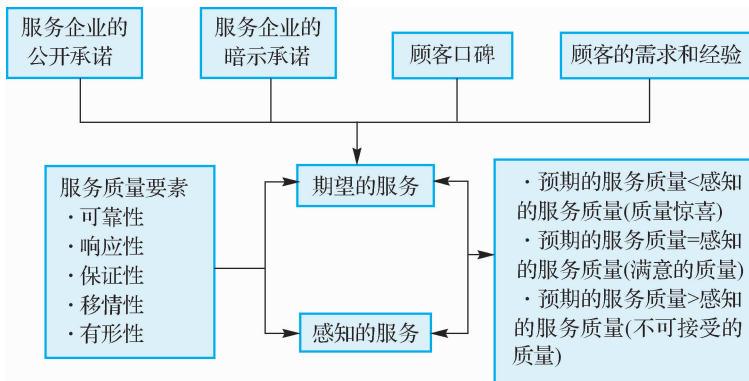 服务企业的
公开承诺
服务企业的
暗示承诺
顾客口碑
顾客的需求和经验
服务质量要素
·可靠性
·响应性
·保证性
·移情性
·有形性
期望的服务
感知的服务
·预期的服务质量<感知
的服务质量(质量惊喜)
·预期的服务质量=感知
的服务质量(满意的质量)
·预期的服务质量>感知
的服务质量(不可接受的
质量)